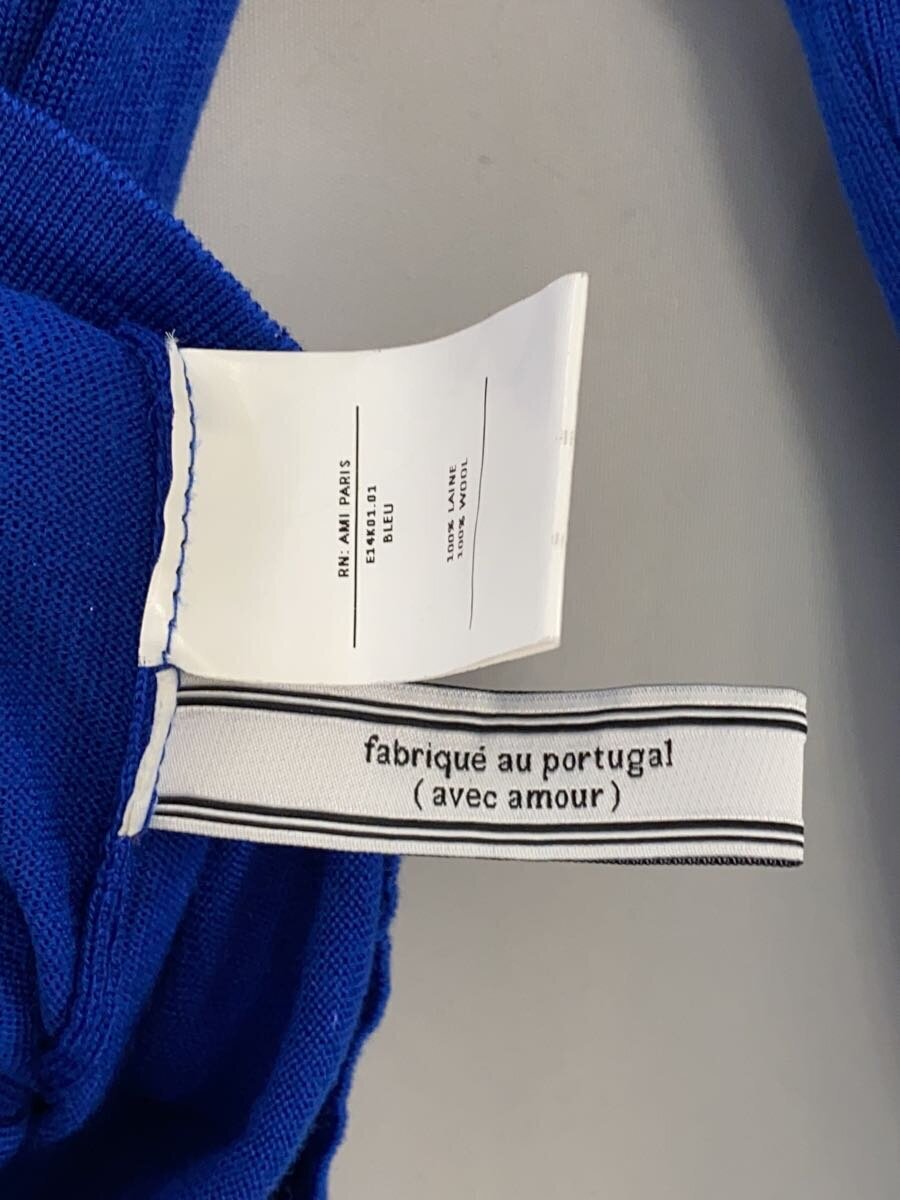 RN: AMI PARIS
E14K01.01
BLEU
100% LAINE
100% WOOL
fabriqué au portugal
(avec amour)